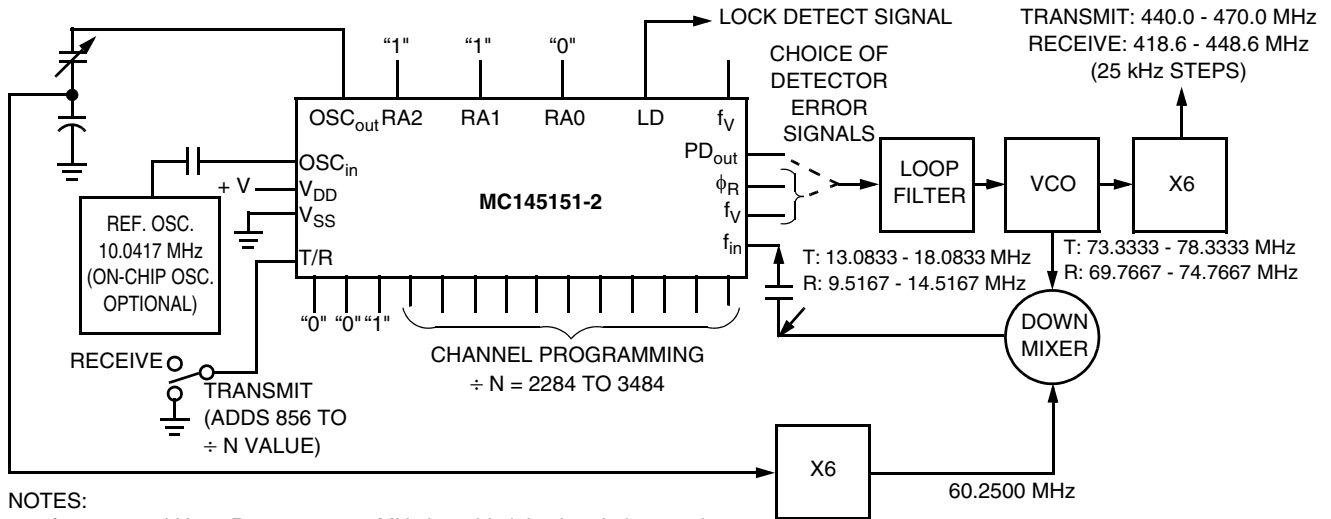 LOCK DETECT SIGNAL
TRANSMIT: 440.0 - 470.0 MHz
RECEIVE: 418.6 - 448.6 MHz
(25 kHz STEPS)
“1" “1" “0"
CHOICE OF
DETECTOR
ERROR
SIGNALS
OSCout RA2 RA1 RA0 LD fV
OSCin
+ V VDD
VSS
T/R
MC145151-2
PDout
ϕR
fV
fin
REF. OSC.
10.0417 MHz
(ON-CHIP OSC.
OPTIONAL)
LOOP
FILTER
VCO
X6
T: 13.0833 - 18.0833 MHz
R: 9.5167 - 14.5167 MHz
T: 73.3333 - 78.3333 MHz
R: 69.7667 - 74.7667 MHz
“0" “0" “1"
DOWN
MIXER
CHANNEL PROGRAMMING
÷ N = 2284 TO 3484
RECEIVE
TRANSMIT
(ADDS 856 TO
÷ N VALUE)
X6
60.2500 MHz
NOTES: